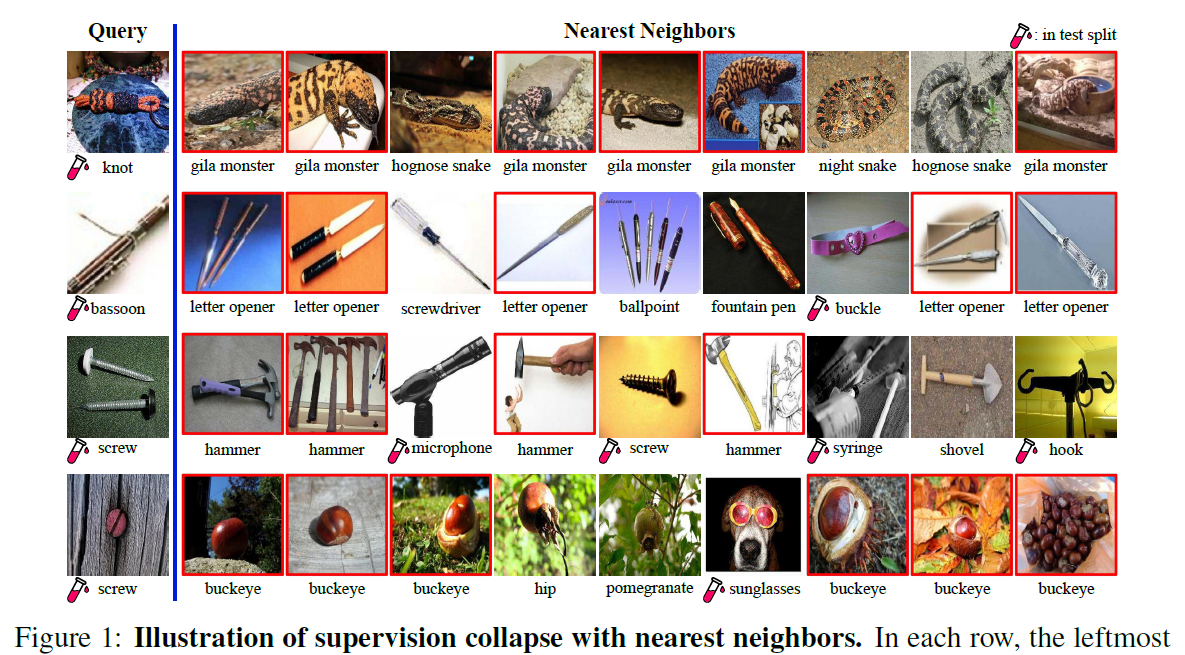 Query
Nearest Neighbors
: in test split
knot
gila monster
gila monster
hognose snake
gila monster
gila monster
gila monster
night snake
hognose snake
gila monster
bassoon
letter opener
letter opener
screwdriver
letter opener
ballpoint
fountain pen
buckle
letter opener
letter opener
screw
hammer
hammer
microphone
hammer
screw
hammer
syringe
shovel
hook
screw
buckeye
buckeye
buckeye
hip
pomegranate
sunglasses
buckeye
buckeye
buckeye
Figure 1: Illustration of supervision collapse with nearest neighbors. In each row, the leftmost